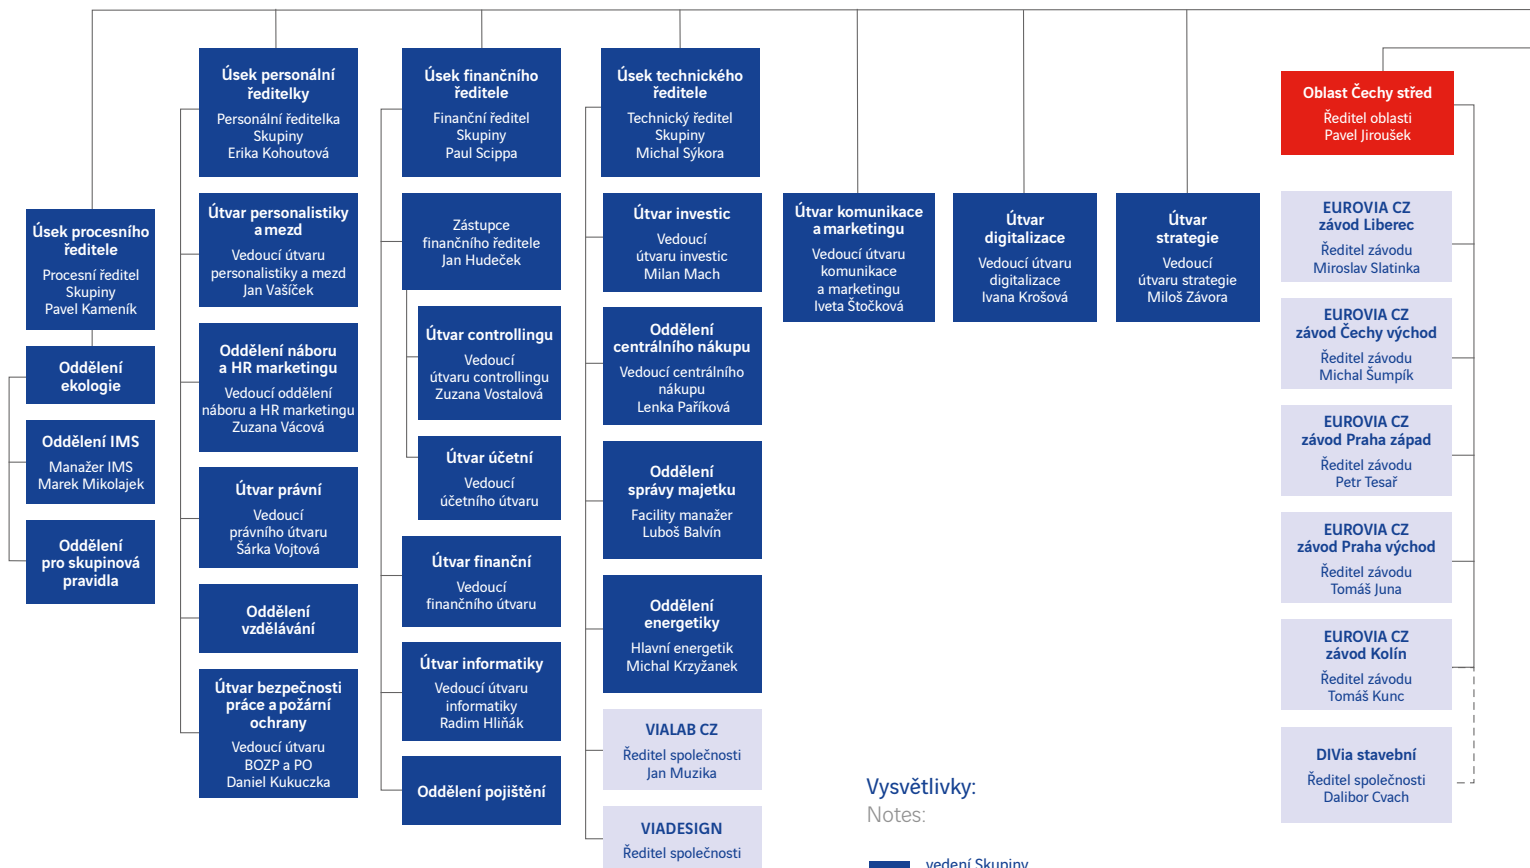 Úsek procesního
ředitele
Procesní ředitel
Skupiny
Pavel Kameník
Oddělení
ekologie
Oddělení IMS
Manažer IMS
Marek Mikolajek
Oddělení
pro skupinová
pravidla
Úsek personální
ředitelky
Personální ředitelka
Skupiny
Erika Kohoutová
Útvar personalistiky
a mezd
Vedoucí útvaru
personalistiky a mezd
Jan Vašíček
Oddělení náboru
a HR marketingu
Vedoucí oddělení
náboru a HR marketingu
Zuzana Vácová
Útvar právní
Vedoucí
právního útvaru
Šárka Vojtová
Oddělení
vzdělávání
Útvar bezpečnosti
práce a požární
ochrany
Vedoucí útvaru
BOZP a PO
Daniel Kukuczka
Úsek finančního
ředitele
Finanční ředitel
Skupiny
Paul Scippa
Zástupce
finančního ředitele
Jan Hudeček
Útvar controllingu
Vedoucí
útvaru controllingu
Zuzana Vostalová
Útvar účetní
Vedoucí
účetního útvaru
Útvar finanční
Vedoucí
finančního útvaru
Útvar informatiky
Vedoucí útvaru
informatiky
Radim Hliňák
Oddělení pojištění
Úsek technického
ředitele
Technický ředitel
Skupiny
Michal Sýkora
Útvar investic
Vedoucí
útvaru investic
Milan Mach
Oddělení
centrálního nákupu
Vedoucí centrálního
nákupu
Lenka Paříková
Oddělení
správy majetku
Facility manažer
Luboš Balvín
Oddělení
energetiky
Hlavní energetik
Michal Krzyžanek
VIALAB CZ
Ředitel společnosti
Jan Muzika
VIADESIGN
Ředitel společnosti
Útvar komunikace
a marketingu
Vedoucí útvaru
komunikace
a marketingu
Iveta Štočková
Útvar
digitalizace
Vedoucí útvaru
digitalizace
Ivana Krošová
Útvar
strategie
Vedoucí
útvaru strategie
Miloš Závora
Vysvětlivky:
Notes:
vedení Skupiny
Oblast Čechy střed
Ředitel oblasti
Pavel Jiroušek
EUROVIA CZ
závod Liberec
Ředitel závodu
Miroslav Slatinka
EUROVIA CZ
závod Čechy východ
Ředitel závodu
Michal Šumpík
EUROVIA CZ
závod Praha západ
Ředitel závodu
Petr Tesař
EUROVIA CZ
závod Praha východ
Ředitel závodu
Tomáš Juna
EUROVIA CZ
závod Kolín
Ředitel závodu
Tomáš Kunc
DIVia stavební
Ředitel společnosti
Dalibor Cvach